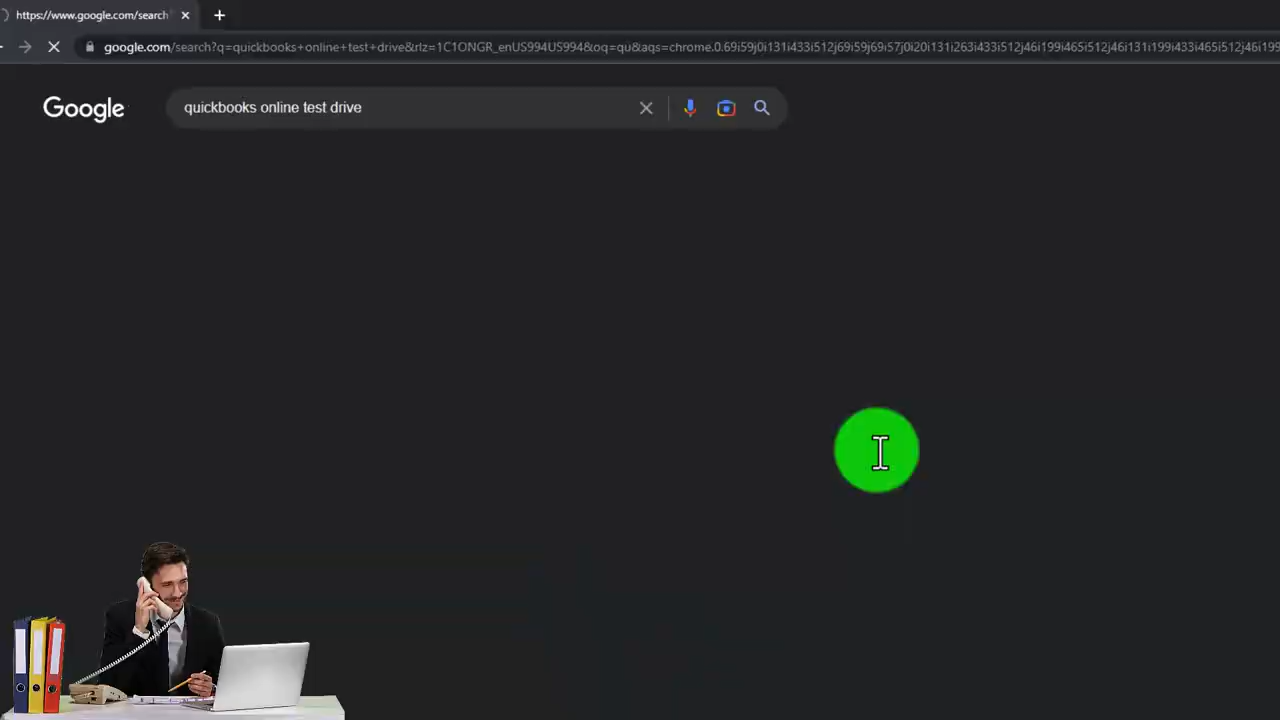 https://www.google.com/search
google.com/search?q=quickbooks+online+test+drive&rlz=1C1ONGR_enUS994US994&oq=qu&aqs=chrome.0.69i59j0i131i433i512j69i59j69i57j0i20i131i263i433i512j46i199i465i512j46i131i199i433i465i512j46i199
Google
quickbooks online test drive